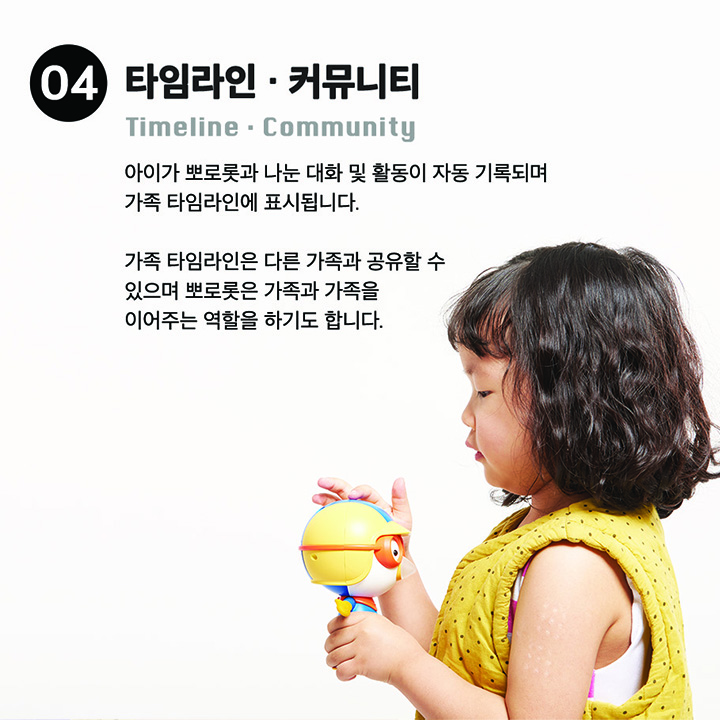 04 타임라인 · 커뮤니티
Timeline · Community
아이가 뽀로롯과 나눈 대화 및 활동이 자동 기록되며
가족 타임라인에 표시됩니다.
가족 타임라인은 다른 가족과 공유할 수
있으며 뽀로롯은 가족과 가족을
이어주는 역할을 하기도 합니다.